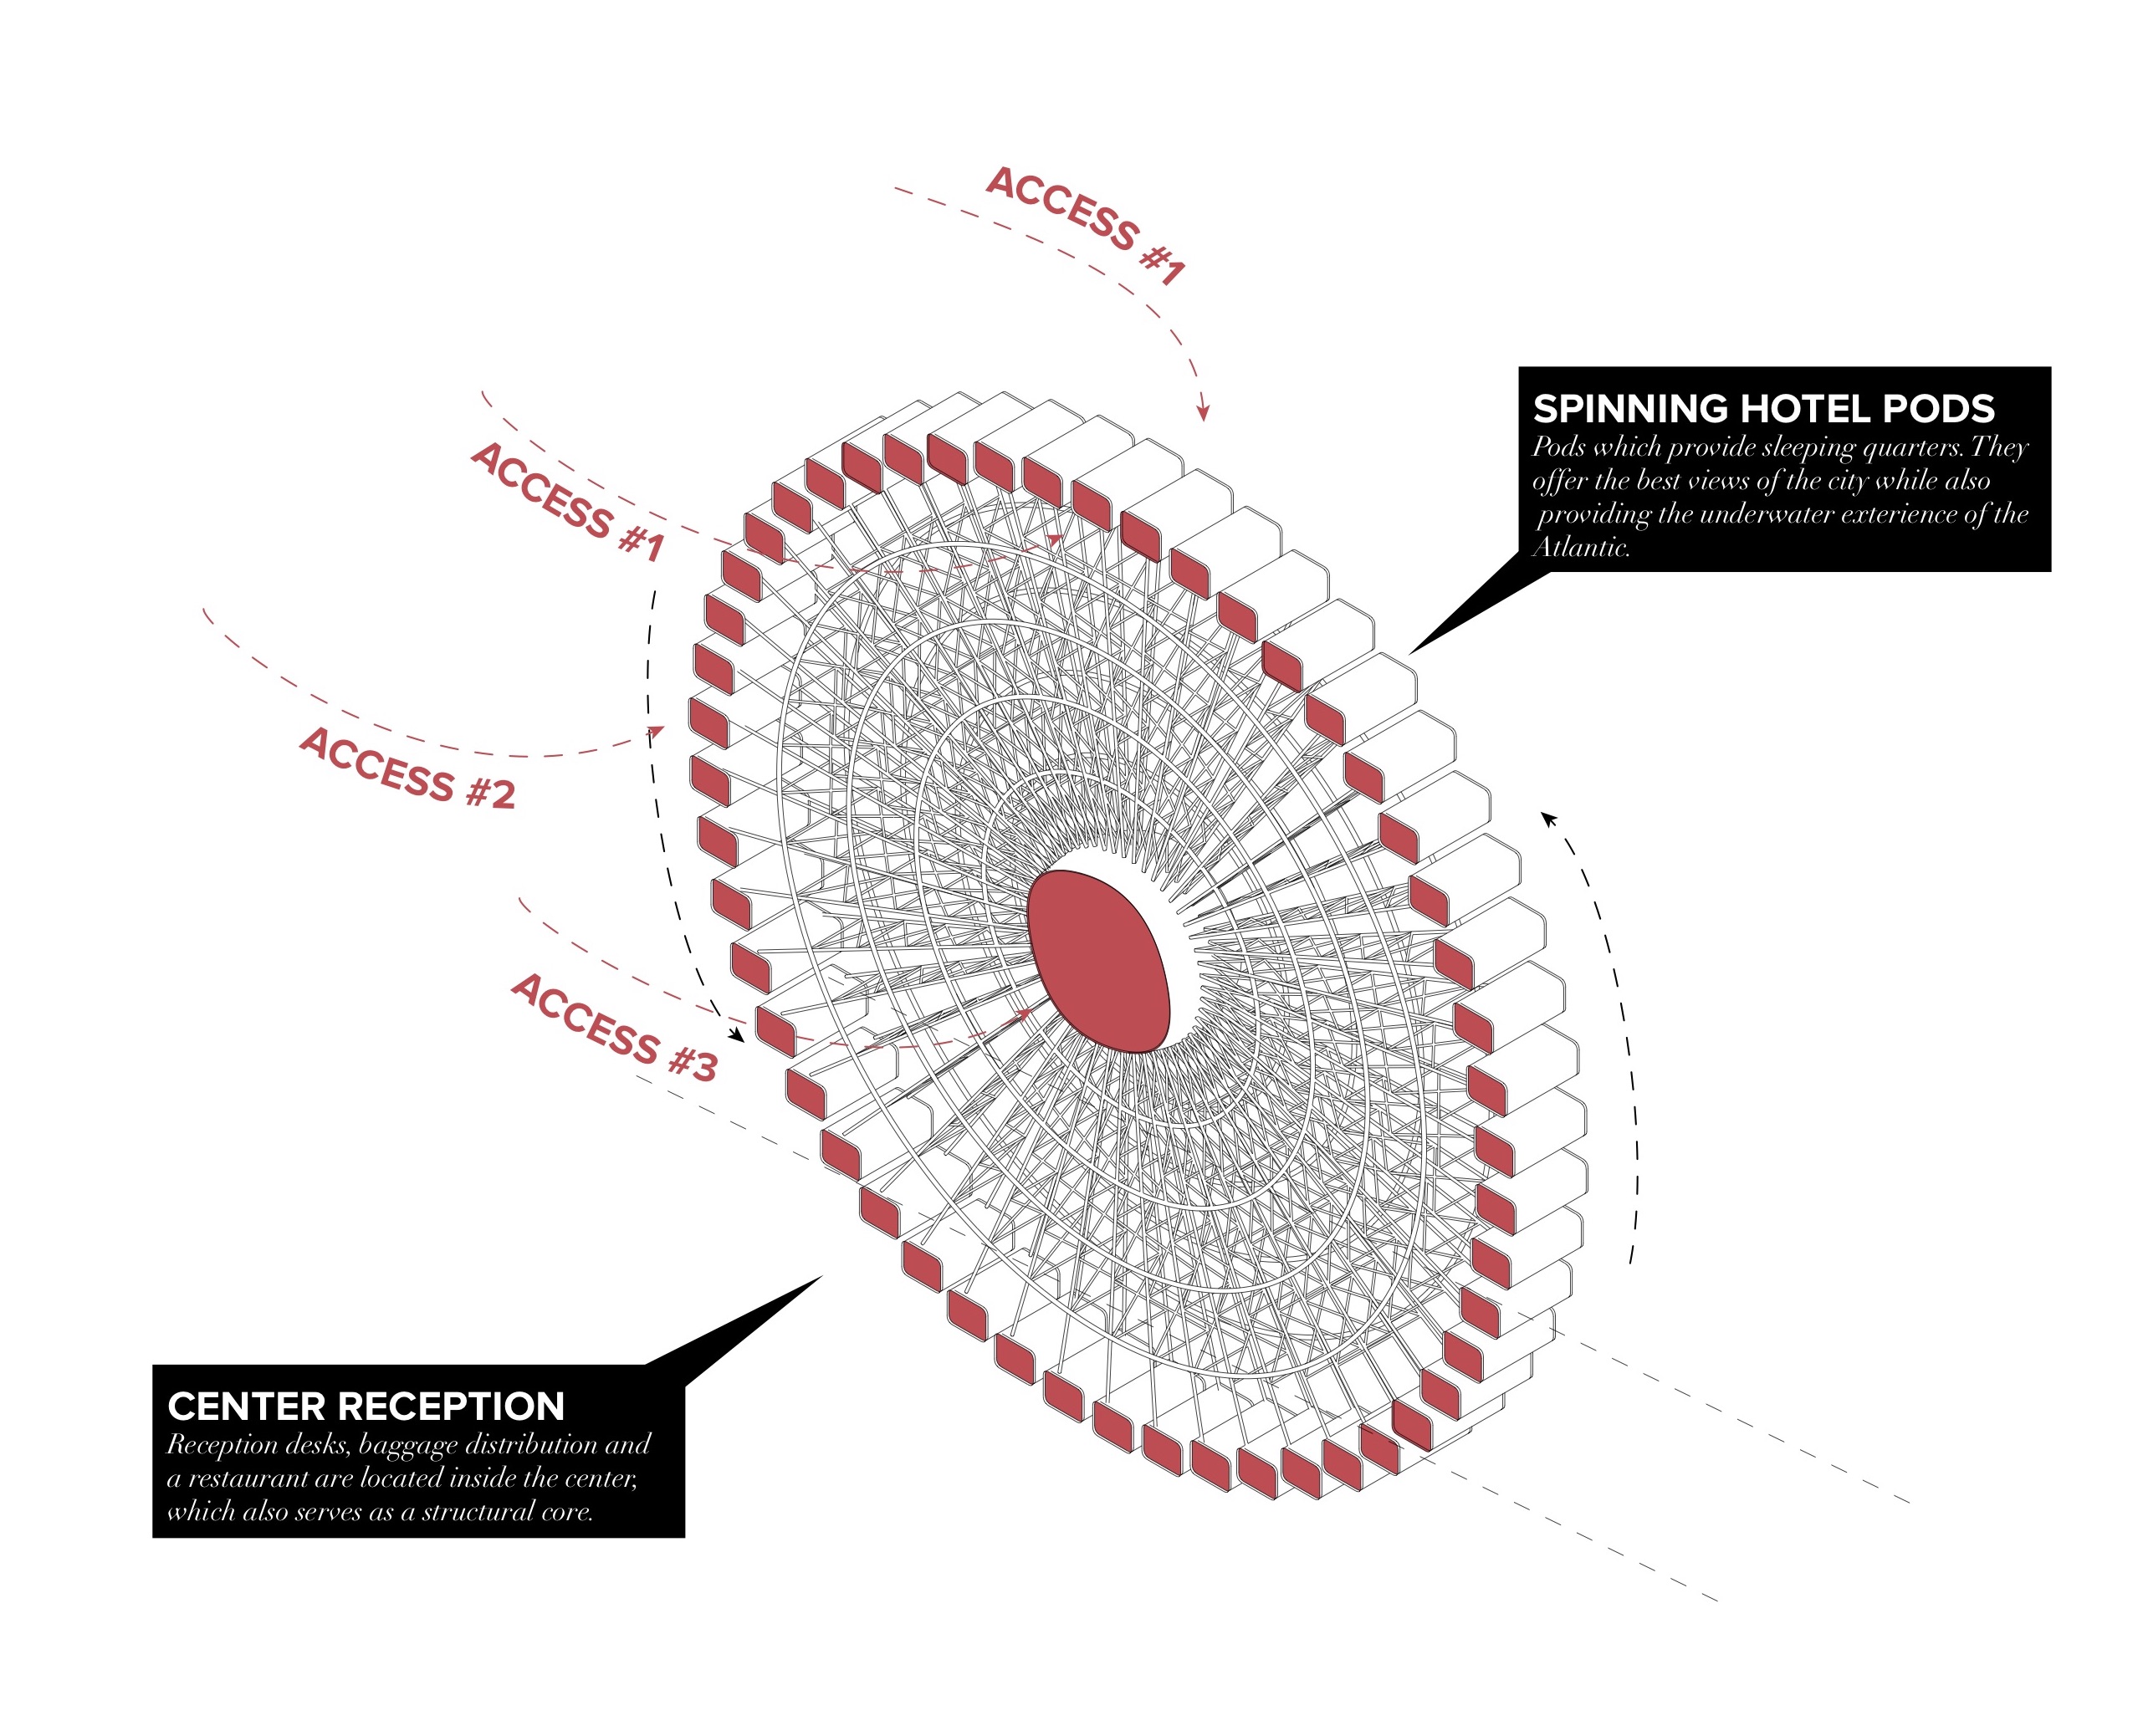 ACCESS #1
SPINNING HOTEL PODS
Pods which provide sleeping quarters. They
offer the best views of the city while also
providing the underwater exterience of the
Atlantic.
ACCESS #1
ACCESS #2
ACCESS #3
CENTER RECEPTION
Reception desks, baggage distribution and
a restaurant are located inside the center,
which also serves as a structural core.